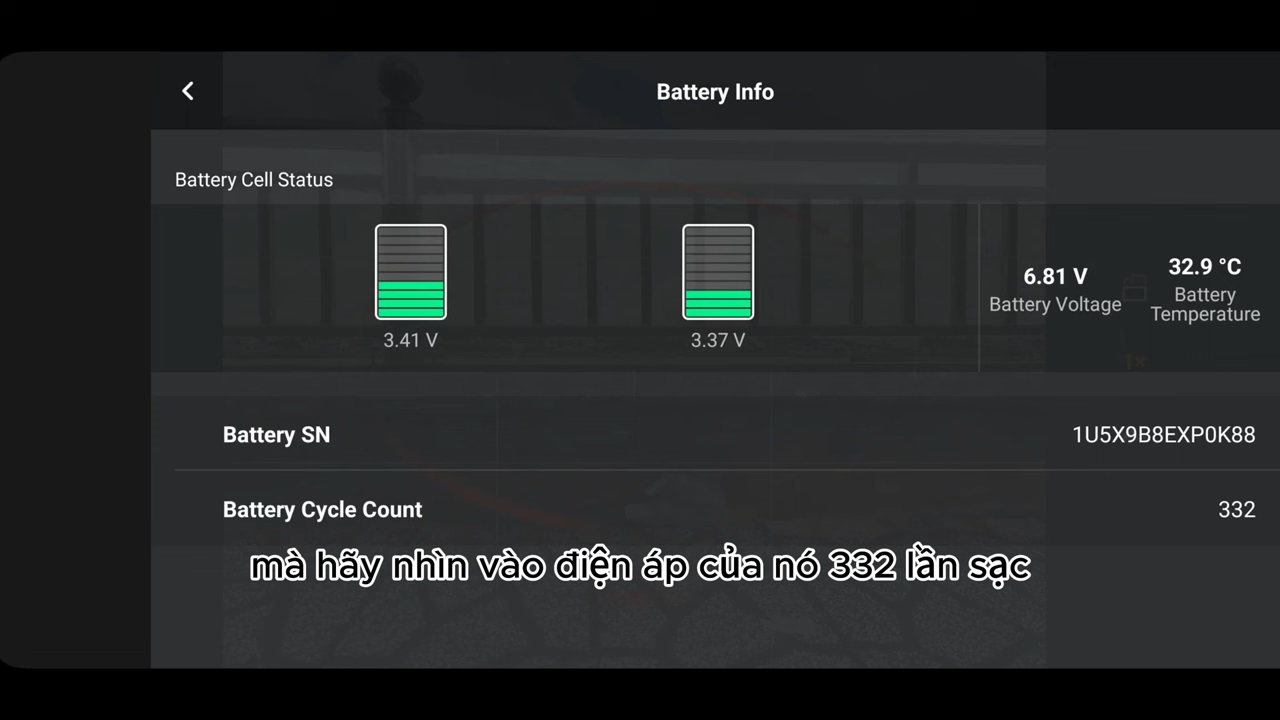 Battery Info
Battery Cell Status
3.41 V
3.37 V
6.81 V
Battery Voltage
32.9 °C
Battery
Temperature
1×
Battery SN
1U5X9B8EXP0K88
Battery Cycle Count
332
mà hãy nhìn vào điện áp của nó 332 lần sạc